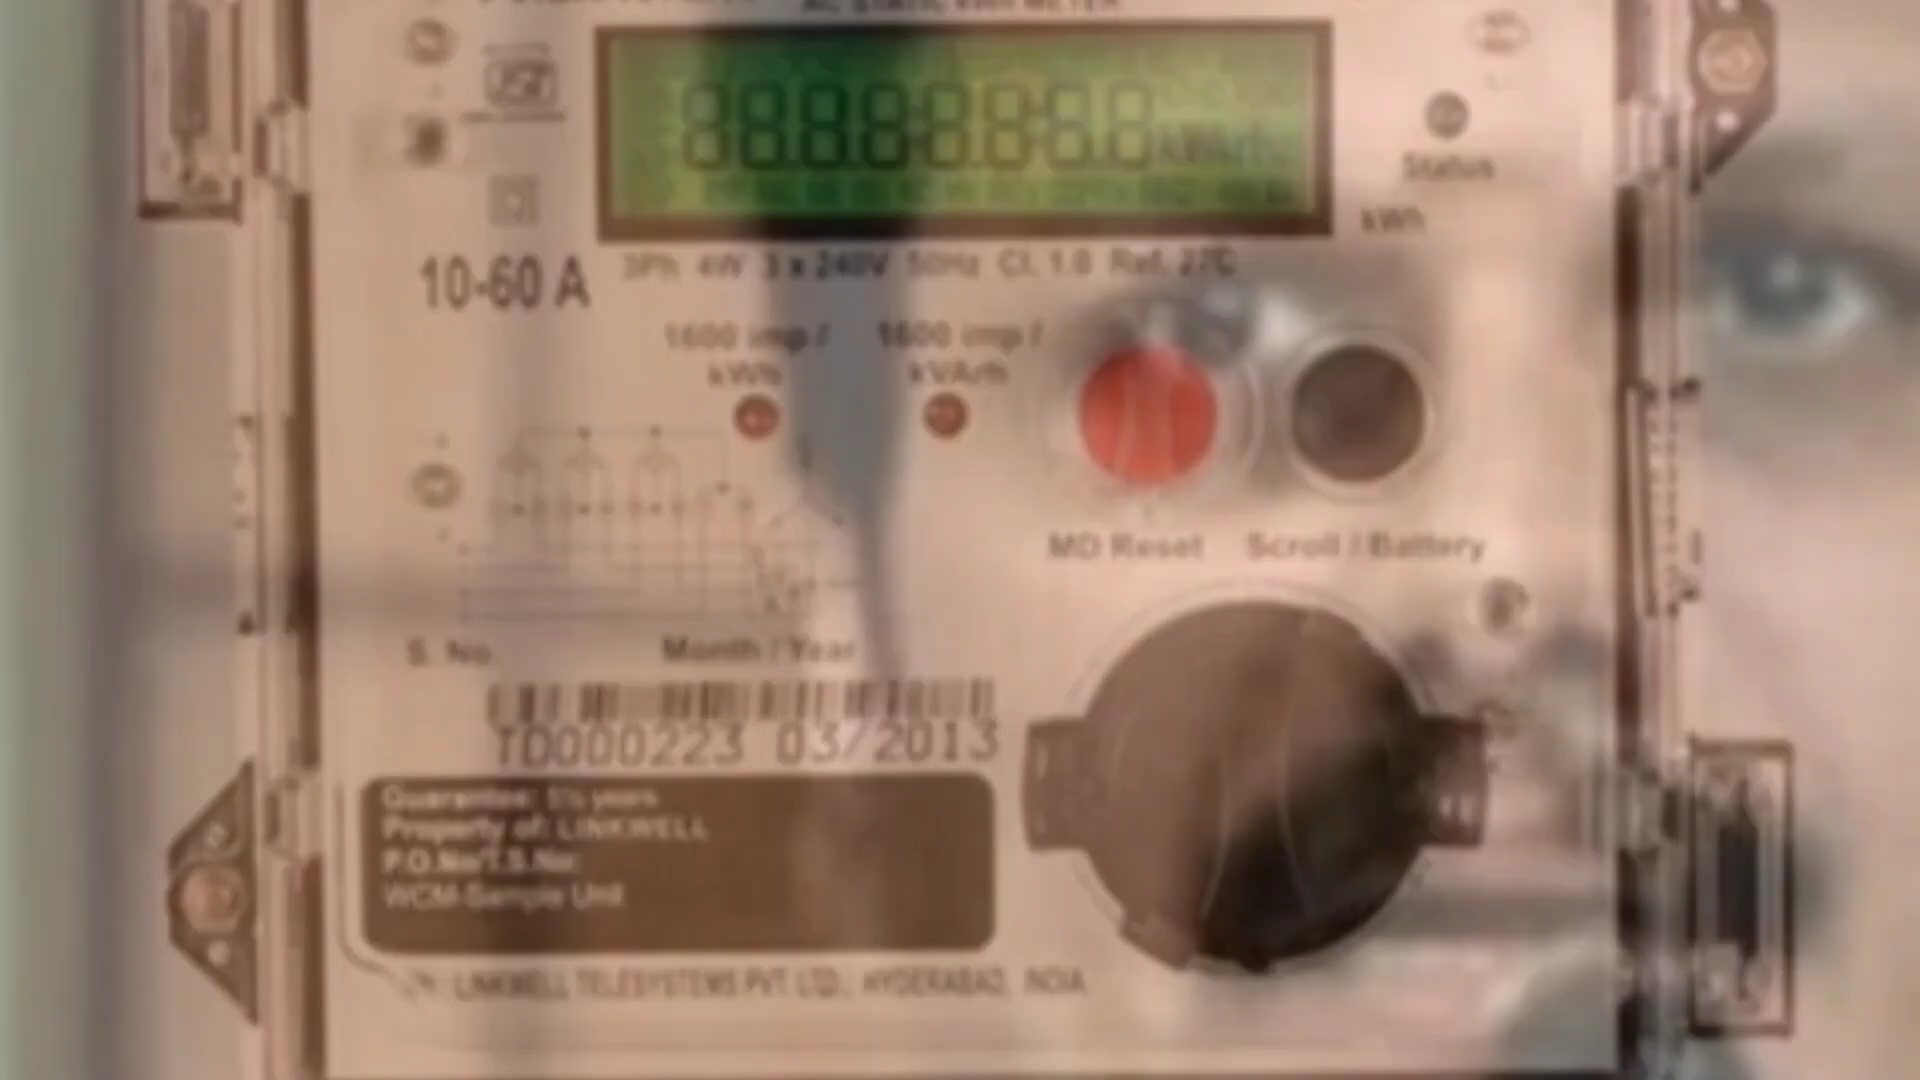 AC STATIC kWH METER
88888888
Status
kWh
10-60 A
3Ph 4W 3 x 240V 50Hz Cl. 1.0 Ref. 27°C
1600 imp / kWh
1600 imp / kVArh
MD Reset
Scroll / Battery
S. No.
Month / Year
TD000223 03/2013
Guarantee: 5½ years
Property of: LINKWELL
P.O.No/T.S.No:
WCM-Sample Unit
LINKWELL TELESYSTEMS PVT. LTD., HYDERABAD, INDIA